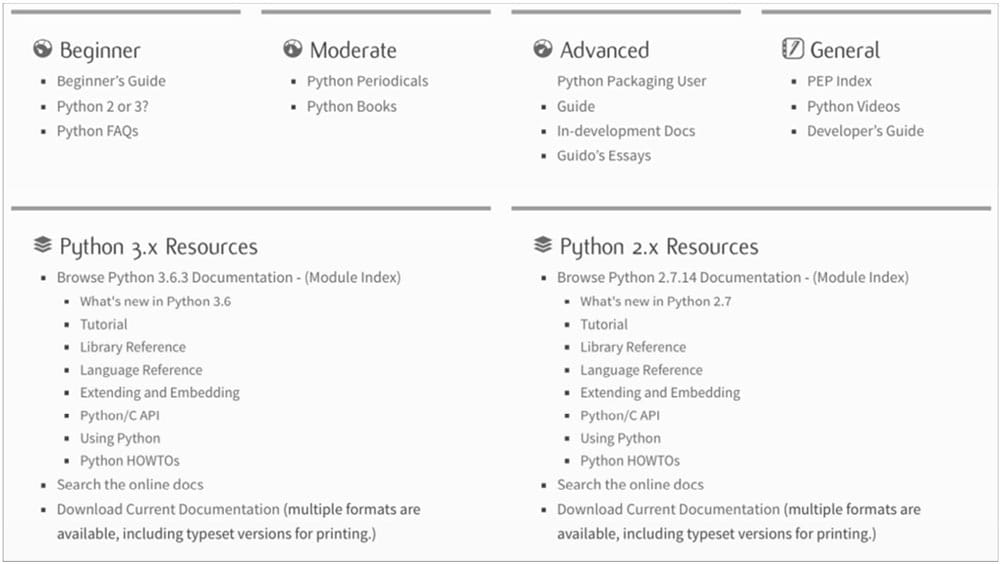 Beginner
Beginner's Guide
Python 2 or 3?
Python FAQs
Moderate
Python Periodicals
Python Books
Advanced
Python Packaging User
Guide
In-development Docs
Guido's Essays
General
PEP Index
Python Videos
Developer's Guide
Python 3.x Resources
Browse Python 3.6.3 Documentation - (Module Index)
What's new in Python 3.6
Tutorial
Library Reference
Language Reference
Extending and Embedding
Python/C API
Using Python
Python HOWTOs
Search the online docs
Download Current Documentation (multiple formats are
available, including typeset versions for printing.)
Python 2.x Resources
Browse Python 2.7.14 Documentation - (Module Index)
What's new in Python 2.7
Tutorial
Library Reference
Language Reference
Extending and Embedding
Python/C API
Using Python
Python HOWTOs
Search the online docs
Download Current Documentation (multiple formats are
available, including typeset versions for printing.)